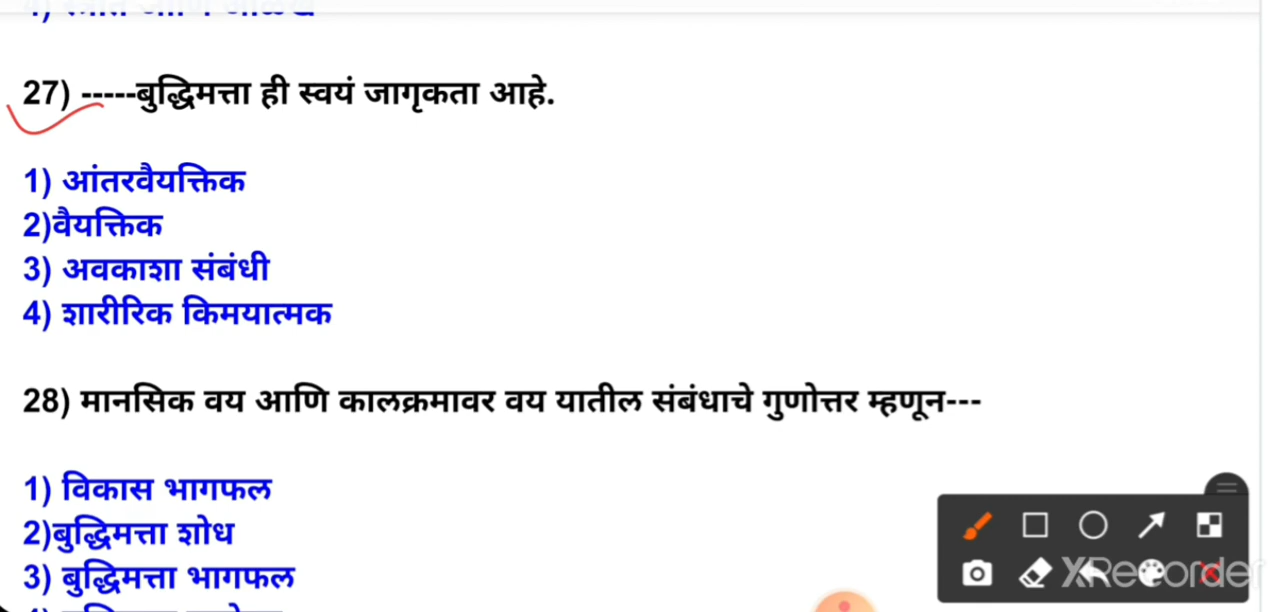 27) -----बुद्धिमत्ता ही स्वयं जागृकता आहे.
1) आंतरवैयक्तिक
2)वैयक्तिक
3) अवकाशा संबंधी
4) शारीरिक किमयात्मक
28) मानसिक वय आणि कालक्रमावर वय यातील संबंधाचे गुणोत्तर म्हणून---
1) विकास भागफल
2)बुद्धिमत्ता शोध
3) बुद्धिमत्ता भागफल
XRecorder